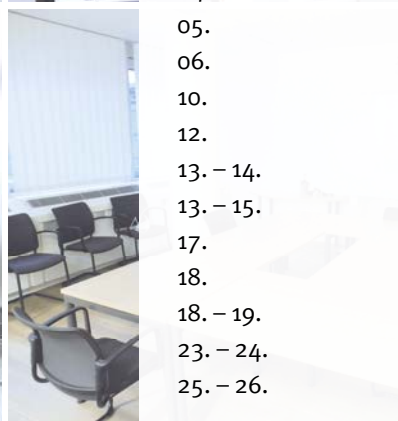 05.
06.
10.
12.
13. – 14.
13. – 15.
17.
18.
18. – 19.
23. – 24.
25. – 26.